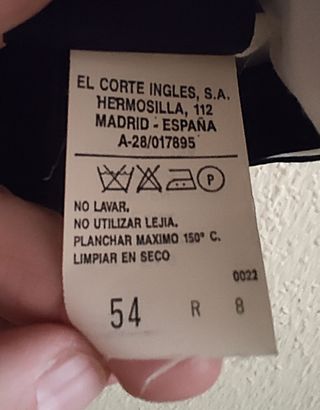 EL CORTE INGLES, S.A.
HERMOSILLA, 112
MADRID - ESPAÑA
A-28/017895
P
NO LAVAR.
NO UTILIZAR LEJIA.
PLANCHAR MAXIMO 150º C.
LIMPIAR EN SECO
0022
54 R 8